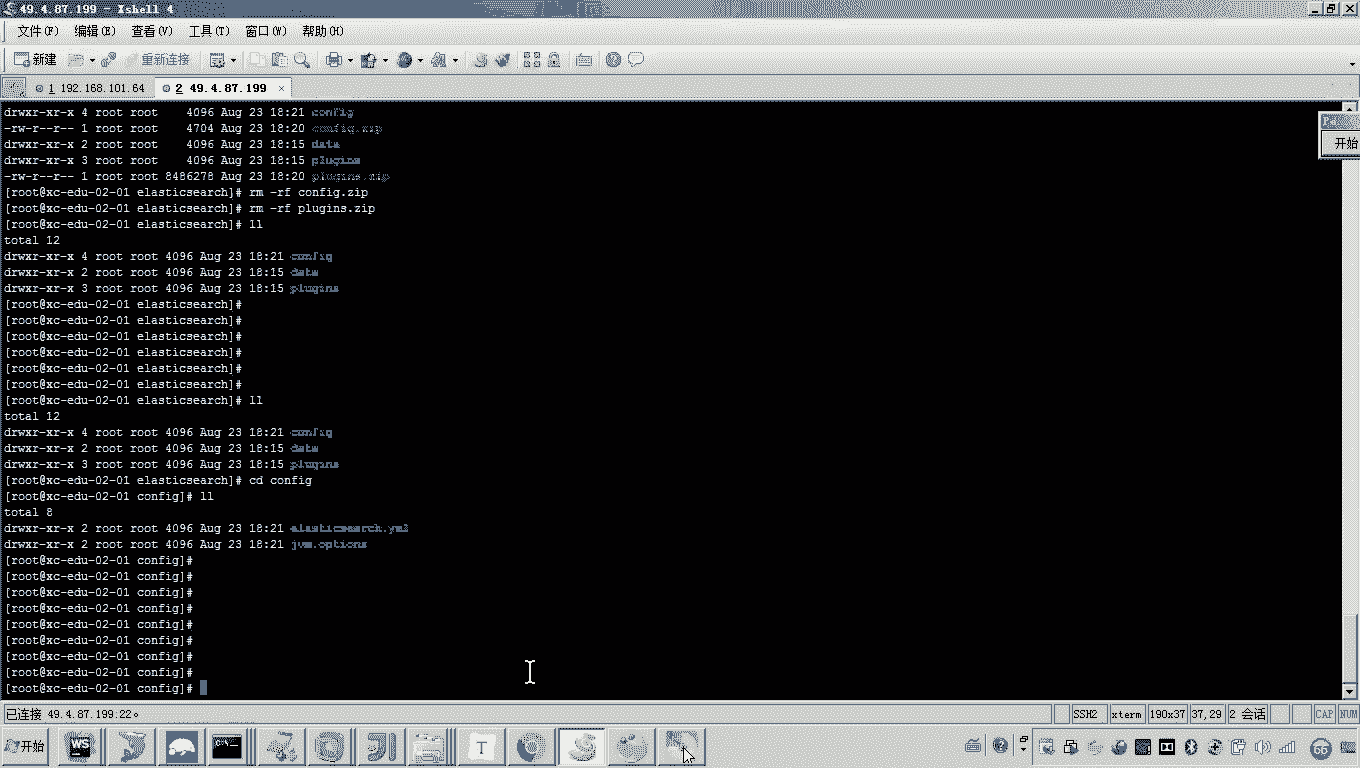 49.4.87.199 - Xshell 4
文件(F) 编辑(E) 查看(V) 工具(T) 窗口(W) 帮助(H)
新建 重新连接
1 192.168.101.64 2 49.4.87.199 ×
drwxr-xr-x 4 root root    4096 Aug 23 18:21 config
-rw-r--r-- 1 root root    4704 Aug 23 18:20 config.zip
drwxr-xr-x 2 root root    4096 Aug 23 18:15 data
drwxr-xr-x 3 root root    4096 Aug 23 18:15 plugins
-rw-r--r-- 1 root root 8486278 Aug 23 18:20 plugins.zip
[root@xc-edu-02-01 elasticsearch]# rm -rf config.zip
[root@xc-edu-02-01 elasticsearch]# rm -rf plugins.zip
[root@xc-edu-02-01 elasticsearch]# ll
total 12
drwxr-xr-x 4 root root 4096 Aug 23 18:21 config
drwxr-xr-x 2 root root 4096 Aug 23 18:15 data
drwxr-xr-x 3 root root 4096 Aug 23 18:15 plugins
[root@xc-edu-02-01 elasticsearch]#
[root@xc-edu-02-01 elasticsearch]#
[root@xc-edu-02-01 elasticsearch]#
[root@xc-edu-02-01 elasticsearch]#
[root@xc-edu-02-01 elasticsearch]#
[root@xc-edu-02-01 elasticsearch]#
[root@xc-edu-02-01 elasticsearch]# ll
total 12
drwxr-xr-x 4 root root 4096 Aug 23 18:21 config
drwxr-xr-x 2 root root 4096 Aug 23 18:15 data
drwxr-xr-x 3 root root 4096 Aug 23 18:15 plugins
[root@xc-edu-02-01 elasticsearch]# cd config
[root@xc-edu-02-01 config]# ll
total 8
drwxr-xr-x 2 root root 4096 Aug 23 18:21 elasticsearch.yml
drwxr-xr-x 2 root root 4096 Aug 23 18:21 jvm.options
[root@xc-edu-02-01 config]#
[root@xc-edu-02-01 config]#
[root@xc-edu-02-01 config]#
[root@xc-edu-02-01 config]#
[root@xc-edu-02-01 config]#
[root@xc-edu-02-01 config]#
[root@xc-edu-02-01 config]#
[root@xc-edu-02-01 config]#
[root@xc-edu-02-01 config]#
开始
已连接 49.4.87.199:22。 SSH2 xterm 190x37 37,29 2 会话 CAP NUM
开始 WS T 66